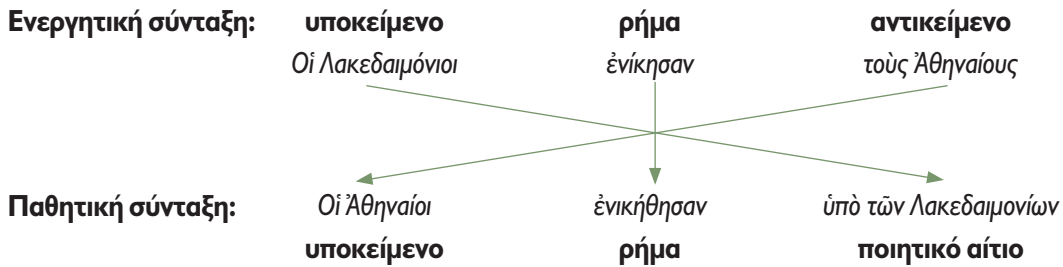 Ενεργητική σύνταξη: υποκείμενο ρήμα αντικείμενο
Οἱ Λακεδαιμόνιοι ἐνίκησαν τοὺς Ἀθηναίους
Παθητική σύνταξη: Οἱ Ἀθηναίοι ἐνικήθησαν ὑπὸ τῶν Λακεδαιμονίων
υποκείμενο ρήμα ποιητικό αίτιο